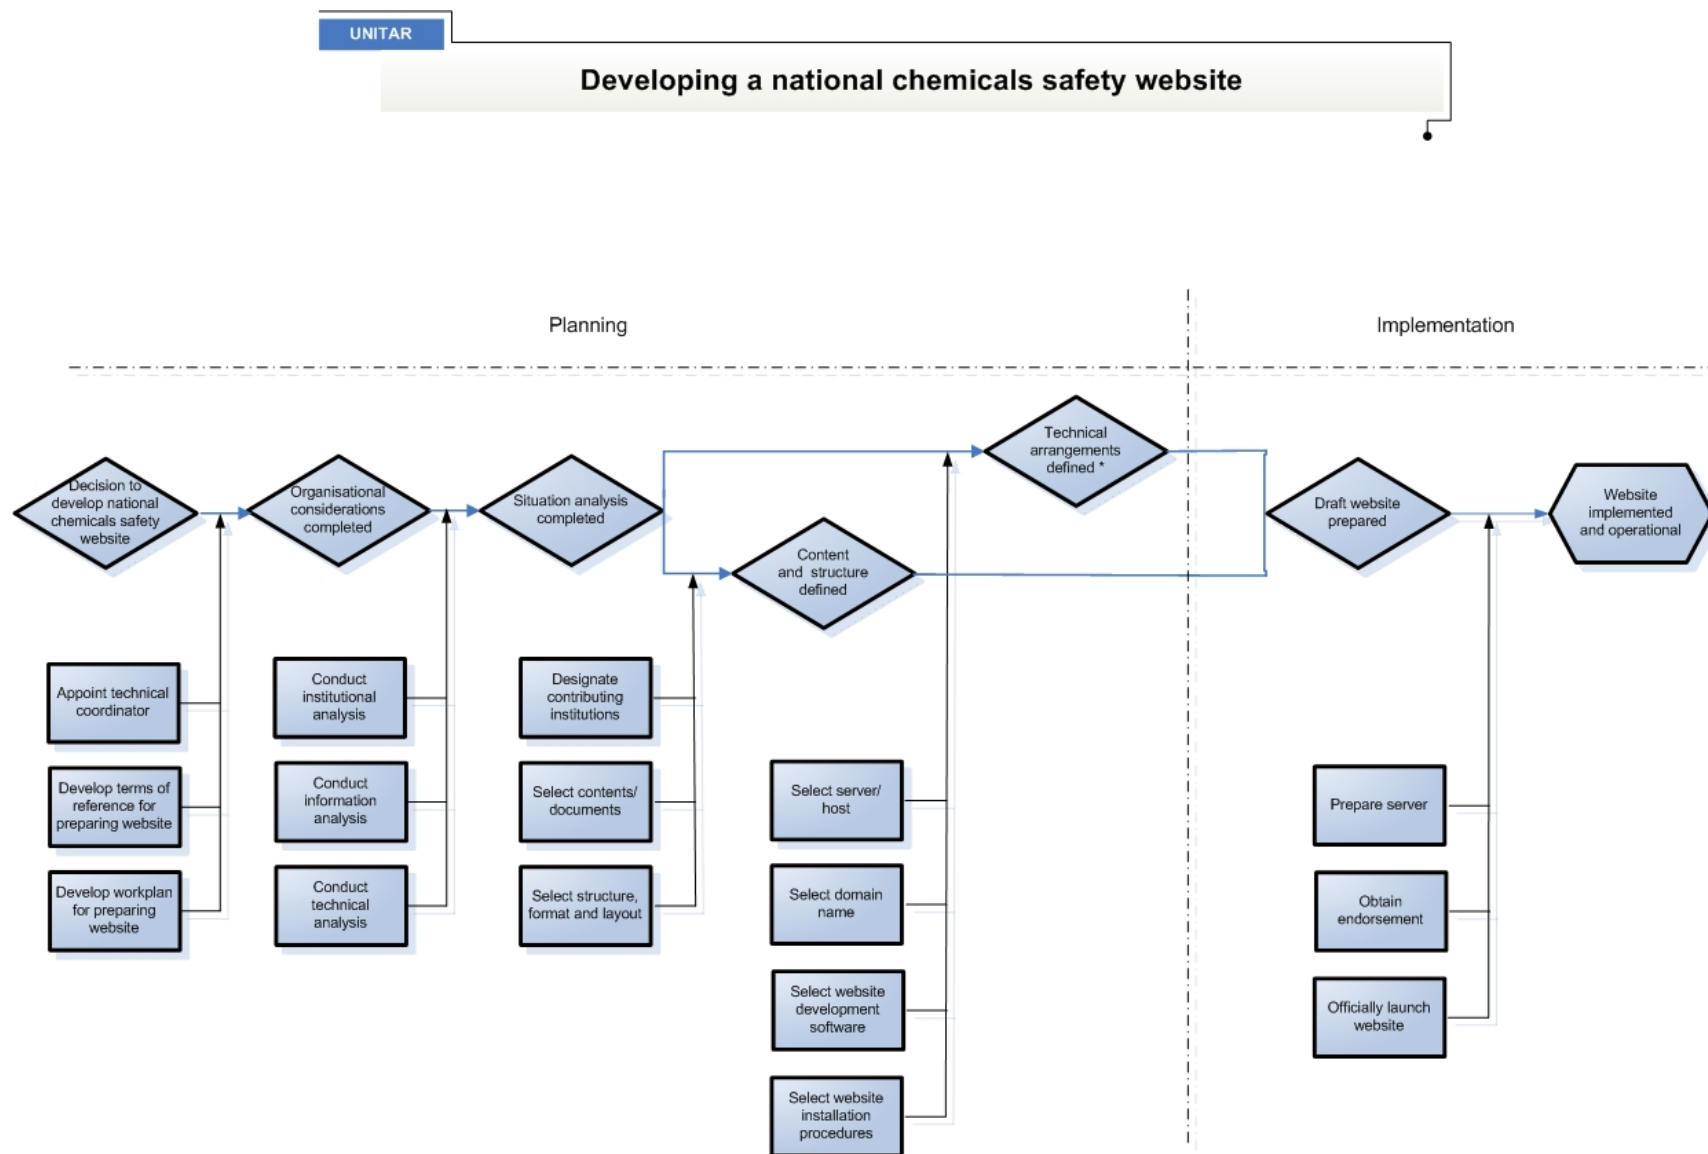 UNITAR
Developing a national chemicals safety website
Planning
Implementation
Decision to
develop national
chemicals safety
website
Organisational
considerations
completed
Situation analysis
completed
Technical
arrangements
defined *
Content
and structure
defined
Draft website
prepared
Website
implemented
and operational
Appoint technical
coordinator
Develop terms of
reference for
preparing website
Develop workplan
for preparing
website
Conduct
institutional
analysis
Conduct
information
analysis
Conduct
technical
analysis
Designate
contributing
institutions
Select contents/
documents
Select structure,
format and layout
Select server/
host
Select domain
name
Select website
development
software
Select website
installation
procedures
Prepare server
Obtain
endorsement
Officially launch
website